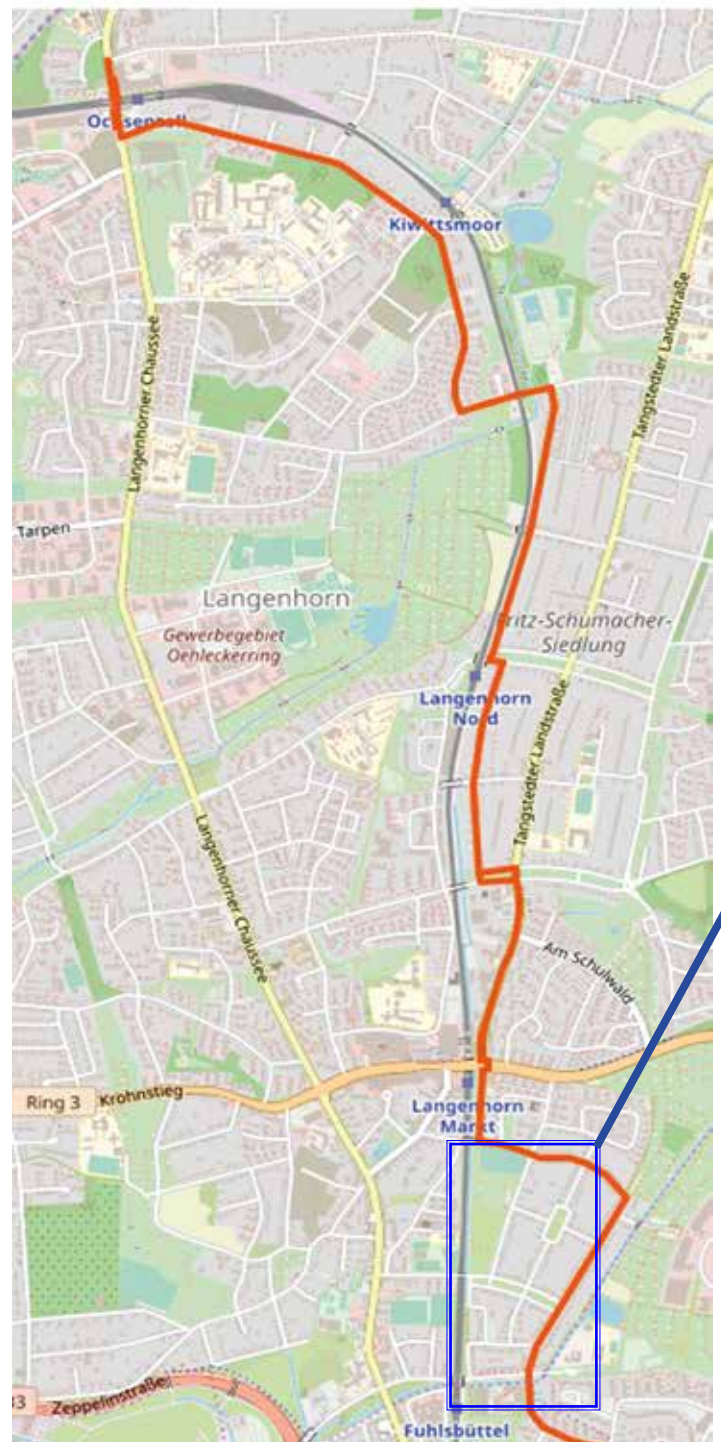 Kiwittsmoor
Langenhorner Chaussee
Tangstedter Landstraße
Tarpen
Langenhorn
Gewerbegebiet
Oehleckerring
Fritz-Schumacher-
Siedlung
Langenhorn
Nord
Tangstedter Landstraße
Langenhorner Chaussee
Am Schulwald
Ring 3
Krohnstieg
Langenhorn
Markt
Zeppelinstraße
Fuhlsbüttel